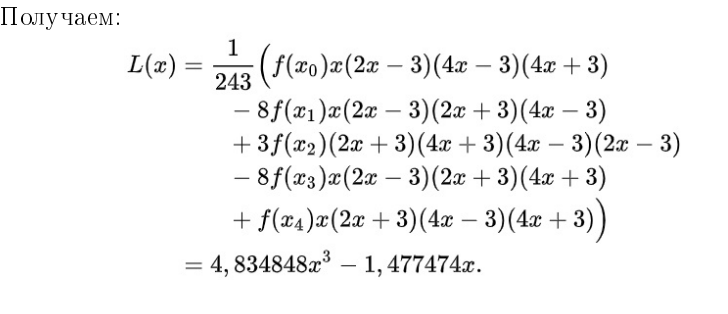 Получаем:
L(x) = 1/243 (f(x₀)x(2x − 3)(4x − 3)(4x + 3)
− 8f(x₁)x(2x − 3)(2x + 3)(4x − 3)
+ 3f(x₂)(2x + 3)(4x + 3)(4x − 3)(2x − 3)
− 8f(x₃)x(2x − 3)(2x + 3)(4x + 3)
+ f(x₄)x(2x + 3)(4x − 3)(4x + 3))
= 4,834848x³ − 1,477474x.